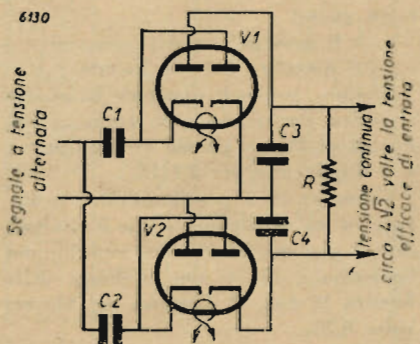 6130
V1
Segnale a tensione
alternata
C1
C3
R
V2
C4
C2
tensione continua
circa 4√2 volte la tensione
efficace di entrata